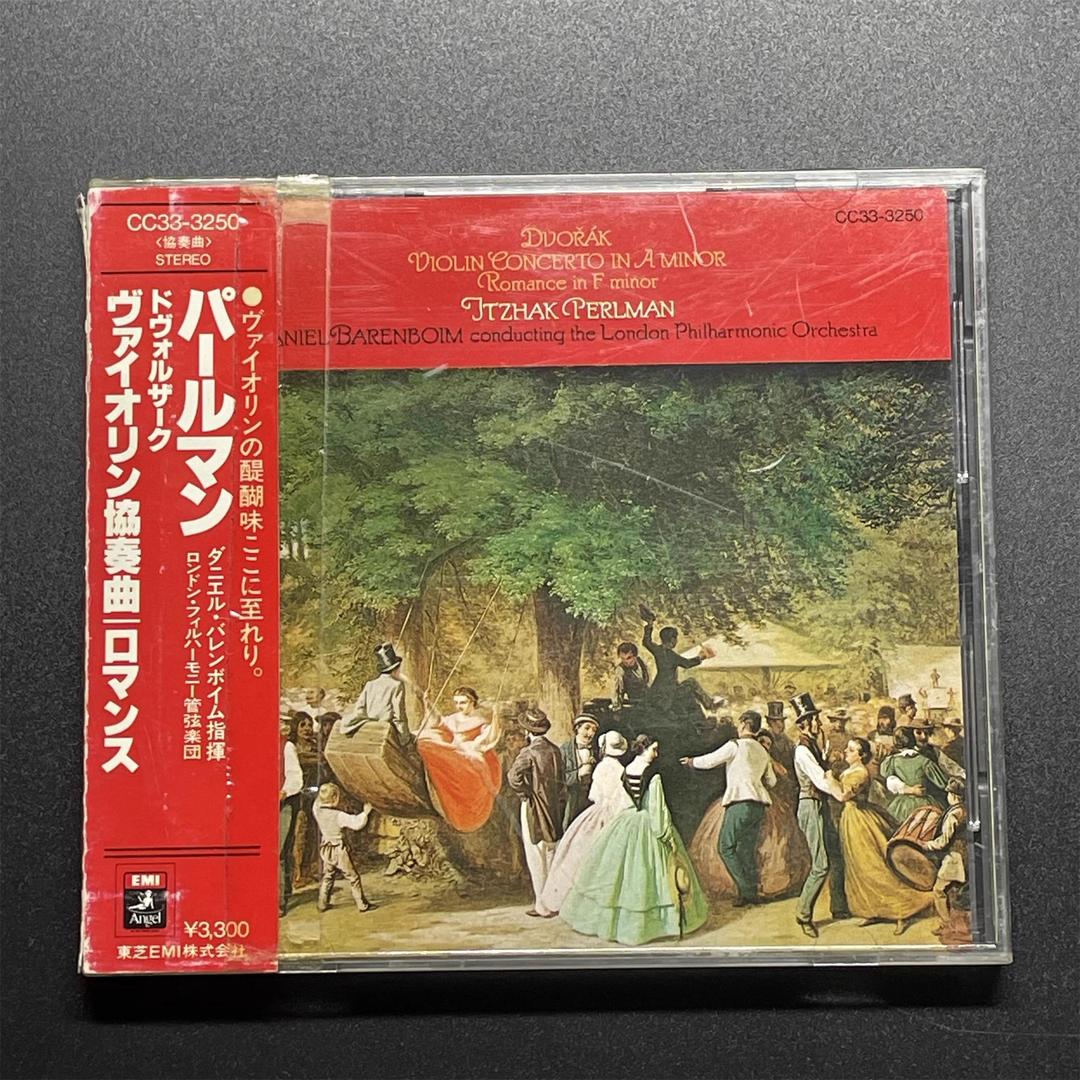 CC33-3250
〈協奏曲〉
STEREO
●ヴァイオリンの醍醐味ここに至れり。
パールマン
ダニエル・バレンボイム指揮
ロンドン・フィルハーモニー管弦楽団
ドヴォルザーク
ヴァイオリン協奏曲|ロマンス
EMI
Angel
¥3,300
東芝EMI株式会社
CC33-3250
DVOŘÁK
VIOLIN CONCERTO IN A MINOR
Romance in F minor
ITZHAK PERLMAN
ANIEL BARENBOIM conducting the London Philharmonic Orchestra